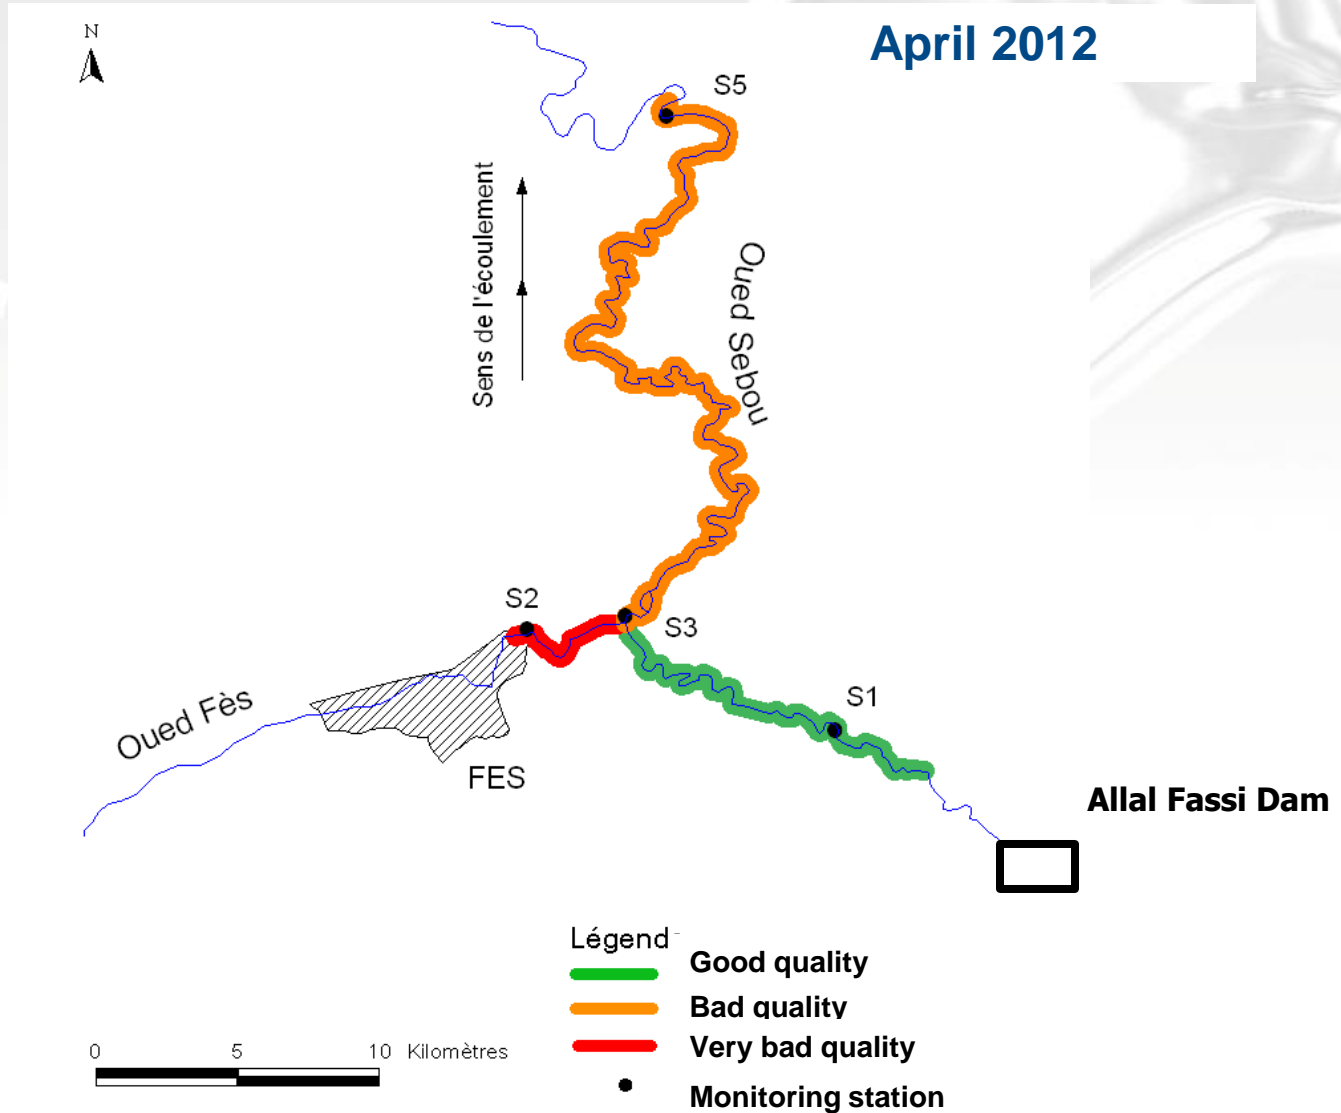 April 2012
N
S5
Sens de l'écoulement
Oued Sebou
S2
S3
S1
Oued Fès
FES
Allal Fassi Dam
Légend
Good quality
Bad quality
Very bad quality
Monitoring station
0 5 10 Kilomètres